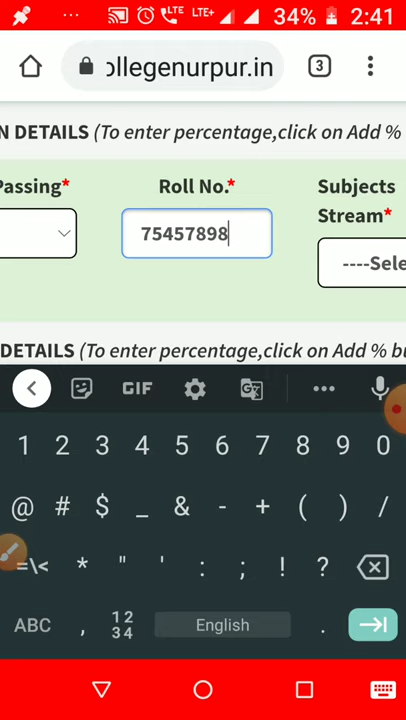 ... LTE LTE+ 34% 2:41
ollegenurpur.in 3
N DETAILS (To enter percentage,click on Add %
Passing* Roll No.* Subjects
Stream*
75457898
----Sele
DETAILS (To enter percentage,click on Add % bu
GIF ...
1 2 3 4 5 6 7 8 9 0
@ # $ _ & - + ( ) /
=\< * " ' : ; ! ?
ABC , 12 English .
34